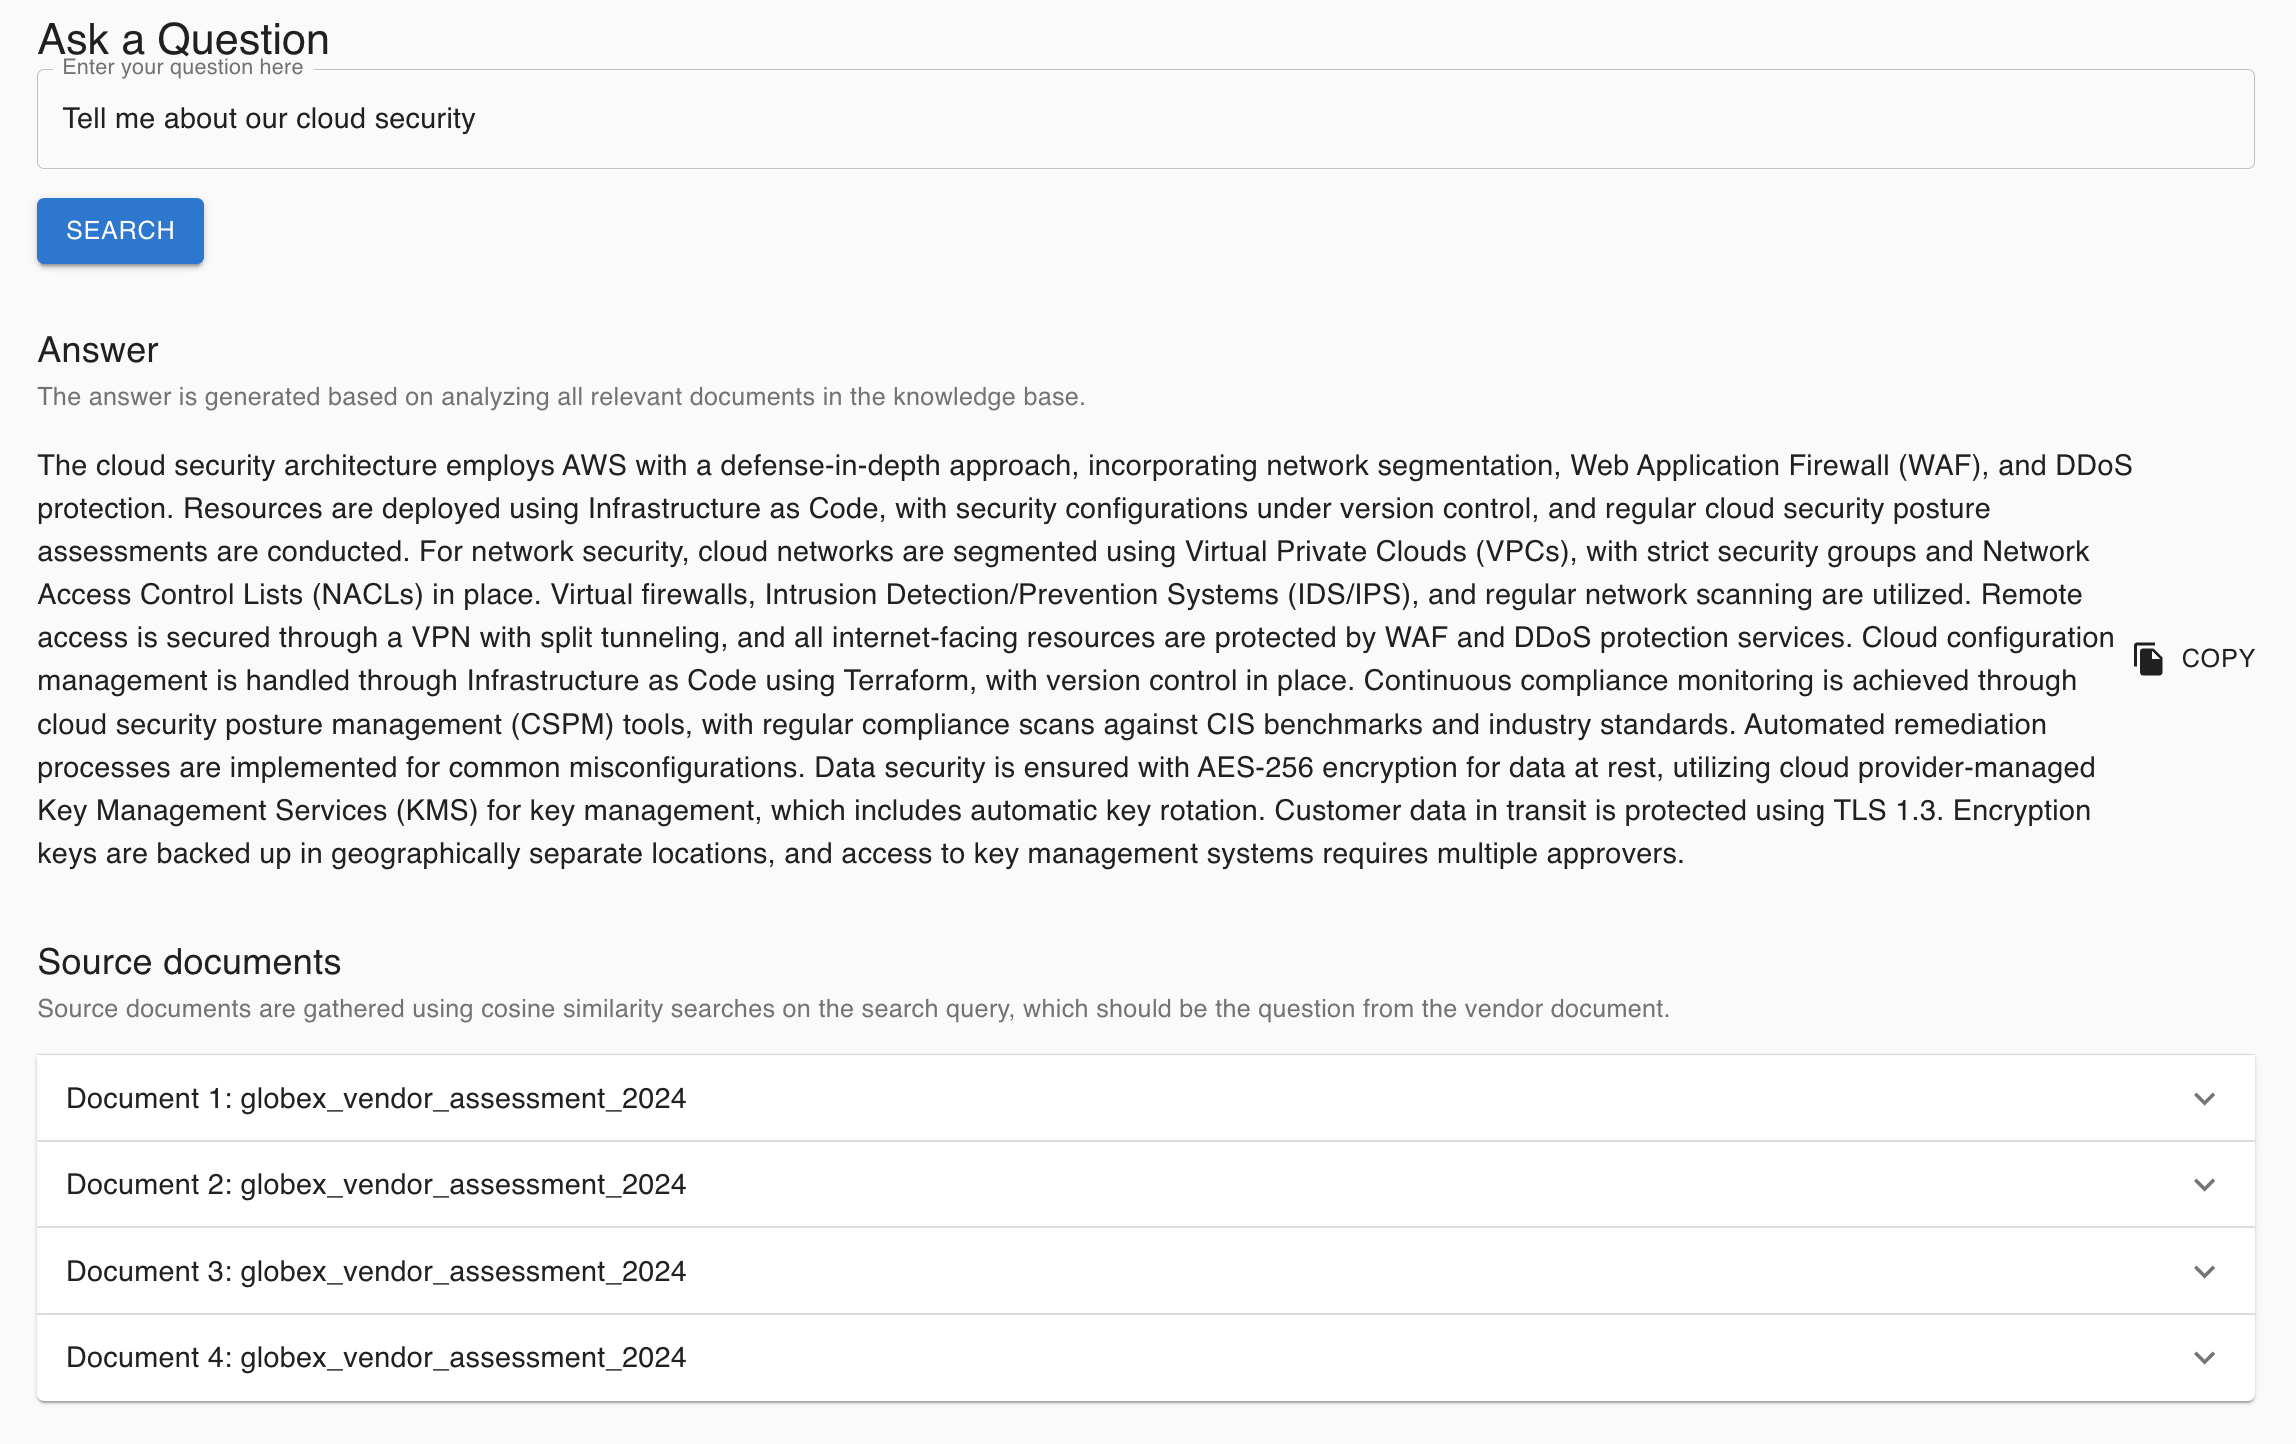 Ask a Question
Enter your question here
Tell me about our cloud security
SEARCH
Answer
The answer is generated based on analyzing all relevant documents in the knowledge base.
The cloud security architecture employs AWS with a defense-in-depth approach, incorporating network segmentation, Web Application Firewall (WAF), and DDoS
protection. Resources are deployed using Infrastructure as Code, with security configurations under version control, and regular cloud security posture
assessments are conducted. For network security, cloud networks are segmented using Virtual Private Clouds (VPCs), with strict security groups and Network
Access Control Lists (NACLs) in place. Virtual firewalls, Intrusion Detection/Prevention Systems (IDS/IPS), and regular network scanning are utilized. Remote
access is secured through a VPN with split tunneling, and all internet-facing resources are protected by WAF and DDoS protection services. Cloud configuration
management is handled through Infrastructure as Code using Terraform, with version control in place. Continuous compliance monitoring is achieved through
cloud security posture management (CSPM) tools, with regular compliance scans against CIS benchmarks and industry standards. Automated remediation
processes are implemented for common misconfigurations. Data security is ensured with AES-256 encryption for data at rest, utilizing cloud provider-managed
Key Management Services (KMS) for key management, which includes automatic key rotation. Customer data in transit is protected using TLS 1.3. Encryption
keys are backed up in geographically separate locations, and access to key management systems requires multiple approvers.
COPY
Source documents
Source documents are gathered using cosine similarity searches on the search query, which should be the question from the vendor document.
Document 1: globex_vendor_assessment_2024
Document 2: globex_vendor_assessment_2024
Document 3: globex_vendor_assessment_2024
Document 4: globex_vendor_assessment_2024